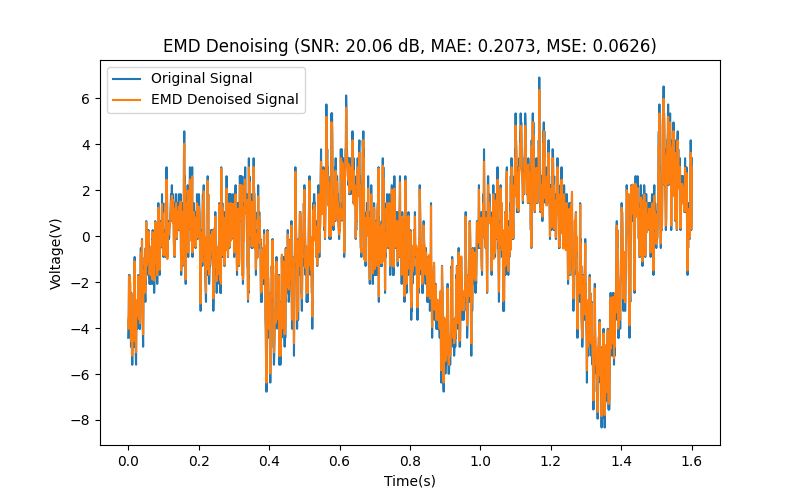 EMD Denoising (SNR: 20.06 dB, MAE: 0.2073, MSE: 0.0626)
Original Signal
EMD Denoised Signal
6
4
2
0
−2
−4
−6
−8
Voltage(V)
0.0 0.2 0.4 0.6 0.8 1.0 1.2 1.4 1.6
Time(s)